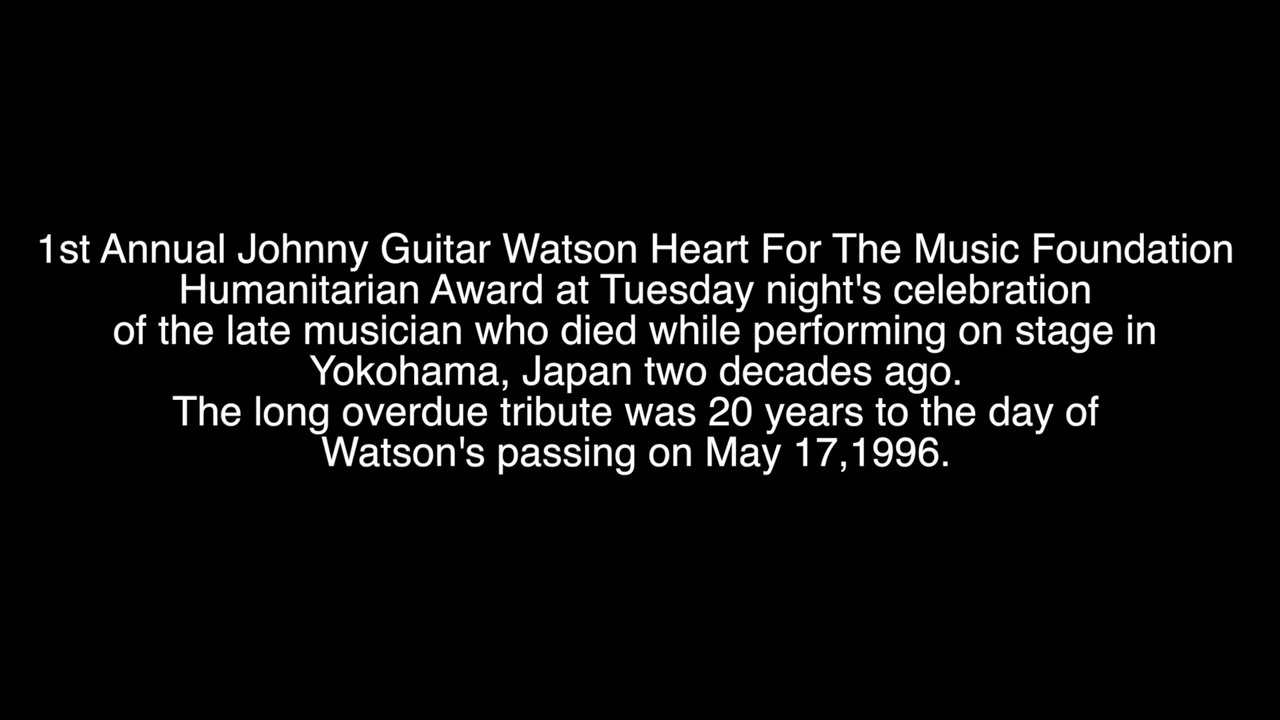 1st Annual Johnny Guitar Watson Heart For The Music Foundation
Humanitarian Award at Tuesday night's celebration
of the late musician who died while performing on stage in
Yokohama, Japan two decades ago.
The long overdue tribute was 20 years to the day of
Watson's passing on May 17,1996.